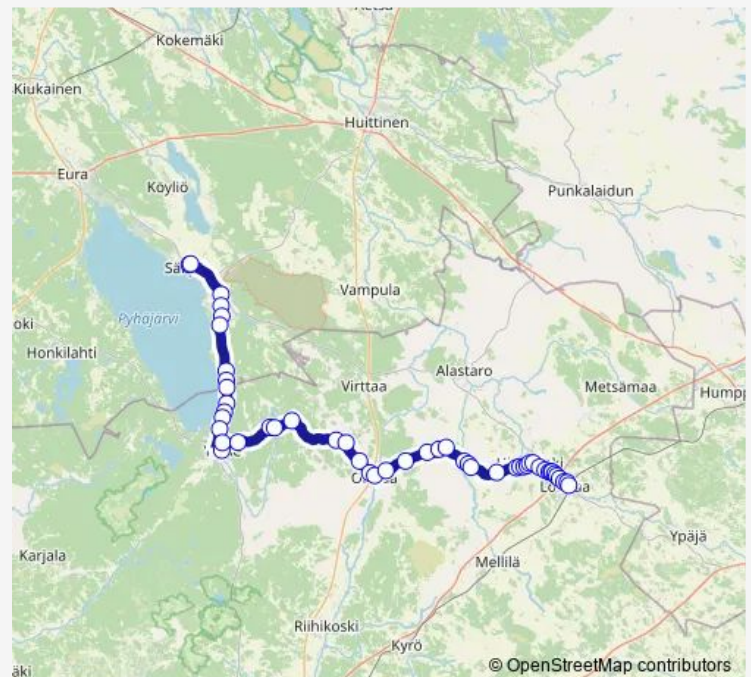 Kokemäki
Kiukainen
Huittinen
Eura
Köyliö
Punkalaidun
Pyhäjärvi
Vampula
Honkilahti
Alastaro
Virttaa
Metsämaa
Ypäjä
Karjala
Mellilä
Riihikoski
Kyrö
© OpenStreetMap contributors